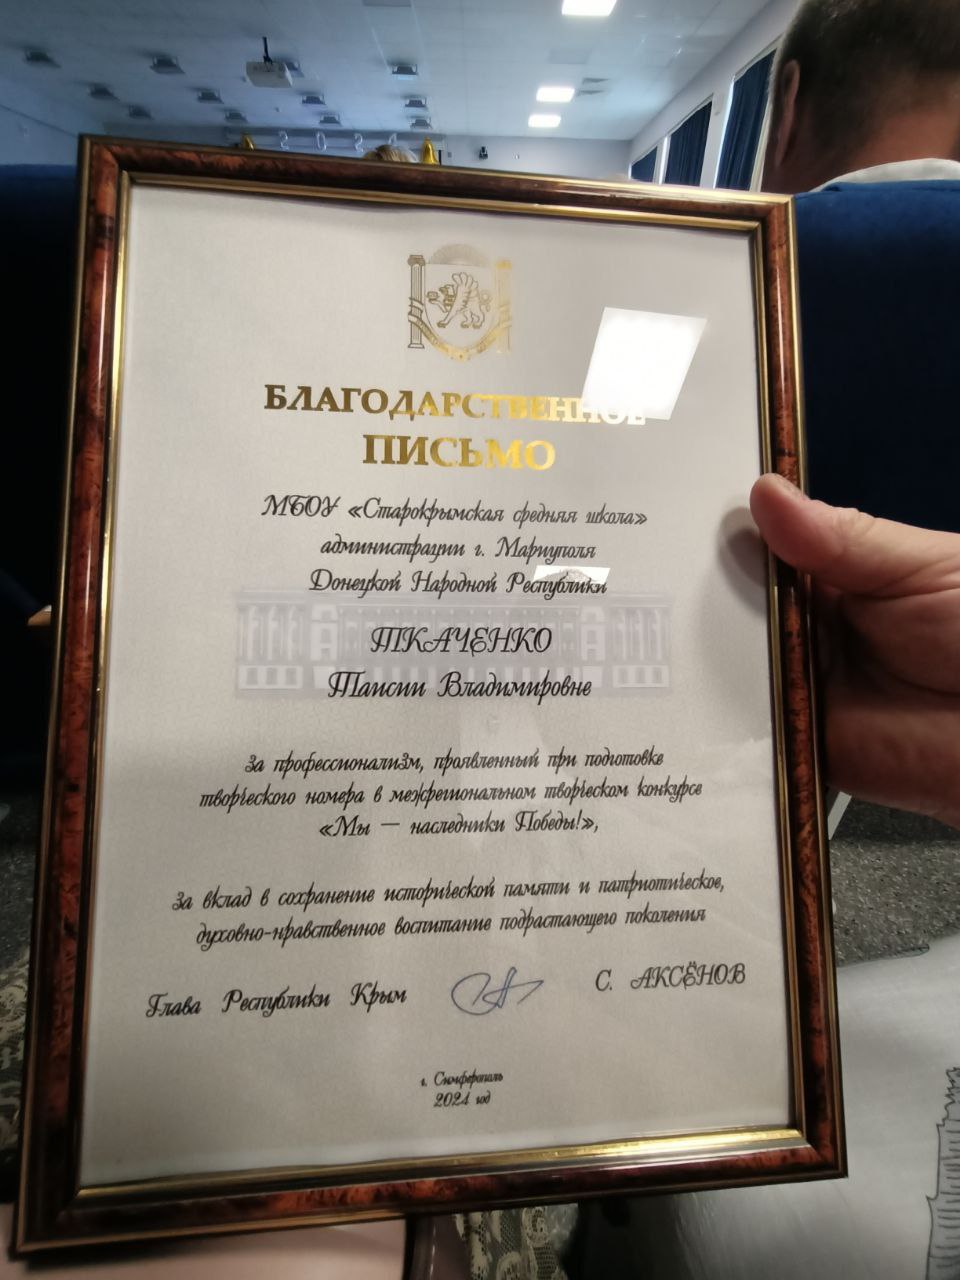 2024
БЛАГОДАРСТВЕННОЕ
ПИСЬМО
МБОУ «Старокрымская средняя школа»
администрации г. Мариуполя
Донецкой Народной Республики
ТКАЧЕНКО
Таисии Владимировне
за профессионализм, проявленный при подготовке
творческого номера в межрегиональном творческом конкурсе
«Мы — наследники Победы!»,
за вклад в сохранение исторической памяти и патриотическое,
духовно-нравственное воспитание подрастающего поколения
Глава Республики Крым С. АКСЁНОВ
г. Симферополь
2024 год